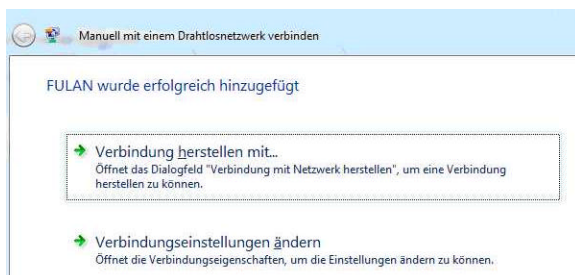 Manuell mit einem Drahtlosnetzwerk verbinden
FULAN wurde erfolgreich hinzugefügt
Verbindung herstellen mit...
Öffnet das Dialogfeld "Verbindung mit Netzwerk herstellen", um eine Verbindung
herstellen zu können.
Verbindungseinstellungen ändern
Öffnet die Verbindungseigenschaften, um die Einstellungen ändern zu können.